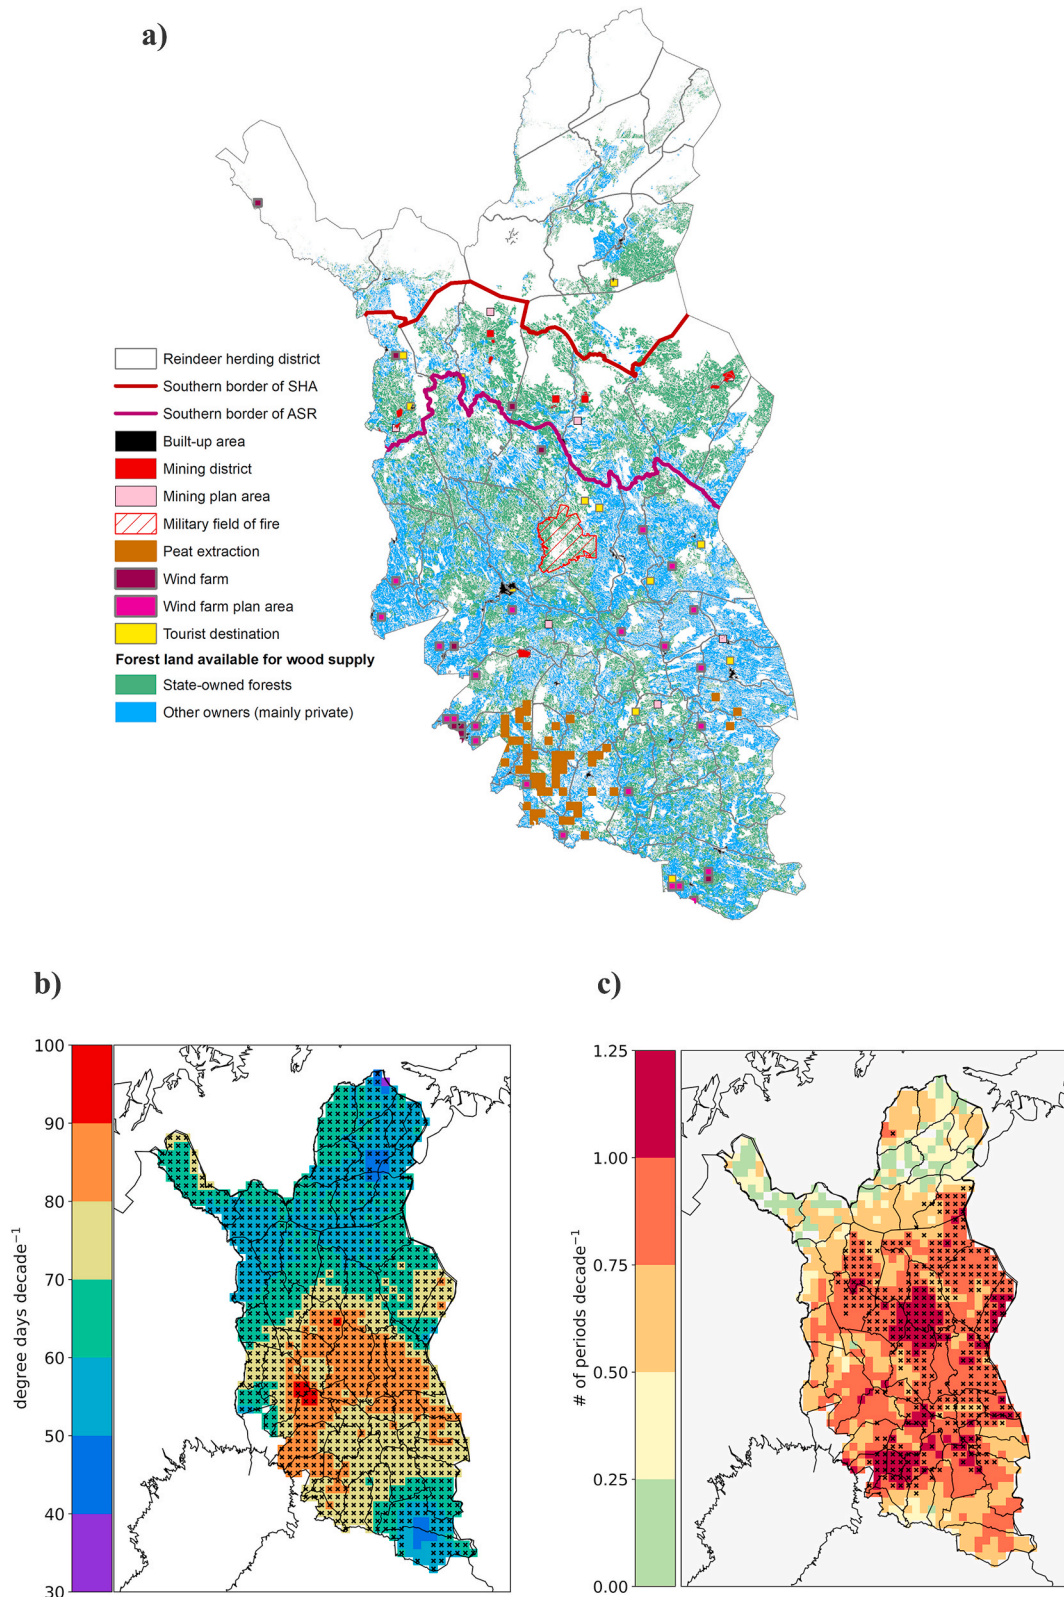 a)
Reindeer herding district
Southern border of SHA
Southern border of ASR
Built-up area
Mining district
Mining plan area
Military field of fire
Peat extraction
Wind farm
Wind farm plan area
Tourist destination
Forest land available for wood supply
State-owned forests
Other owners (mainly private)
b)
100
90
80
70
60
50
40
30
degree days decade⁻¹
c)
1.25
1.00
0.75
0.50
0.25
0.00
# of periods decade⁻¹